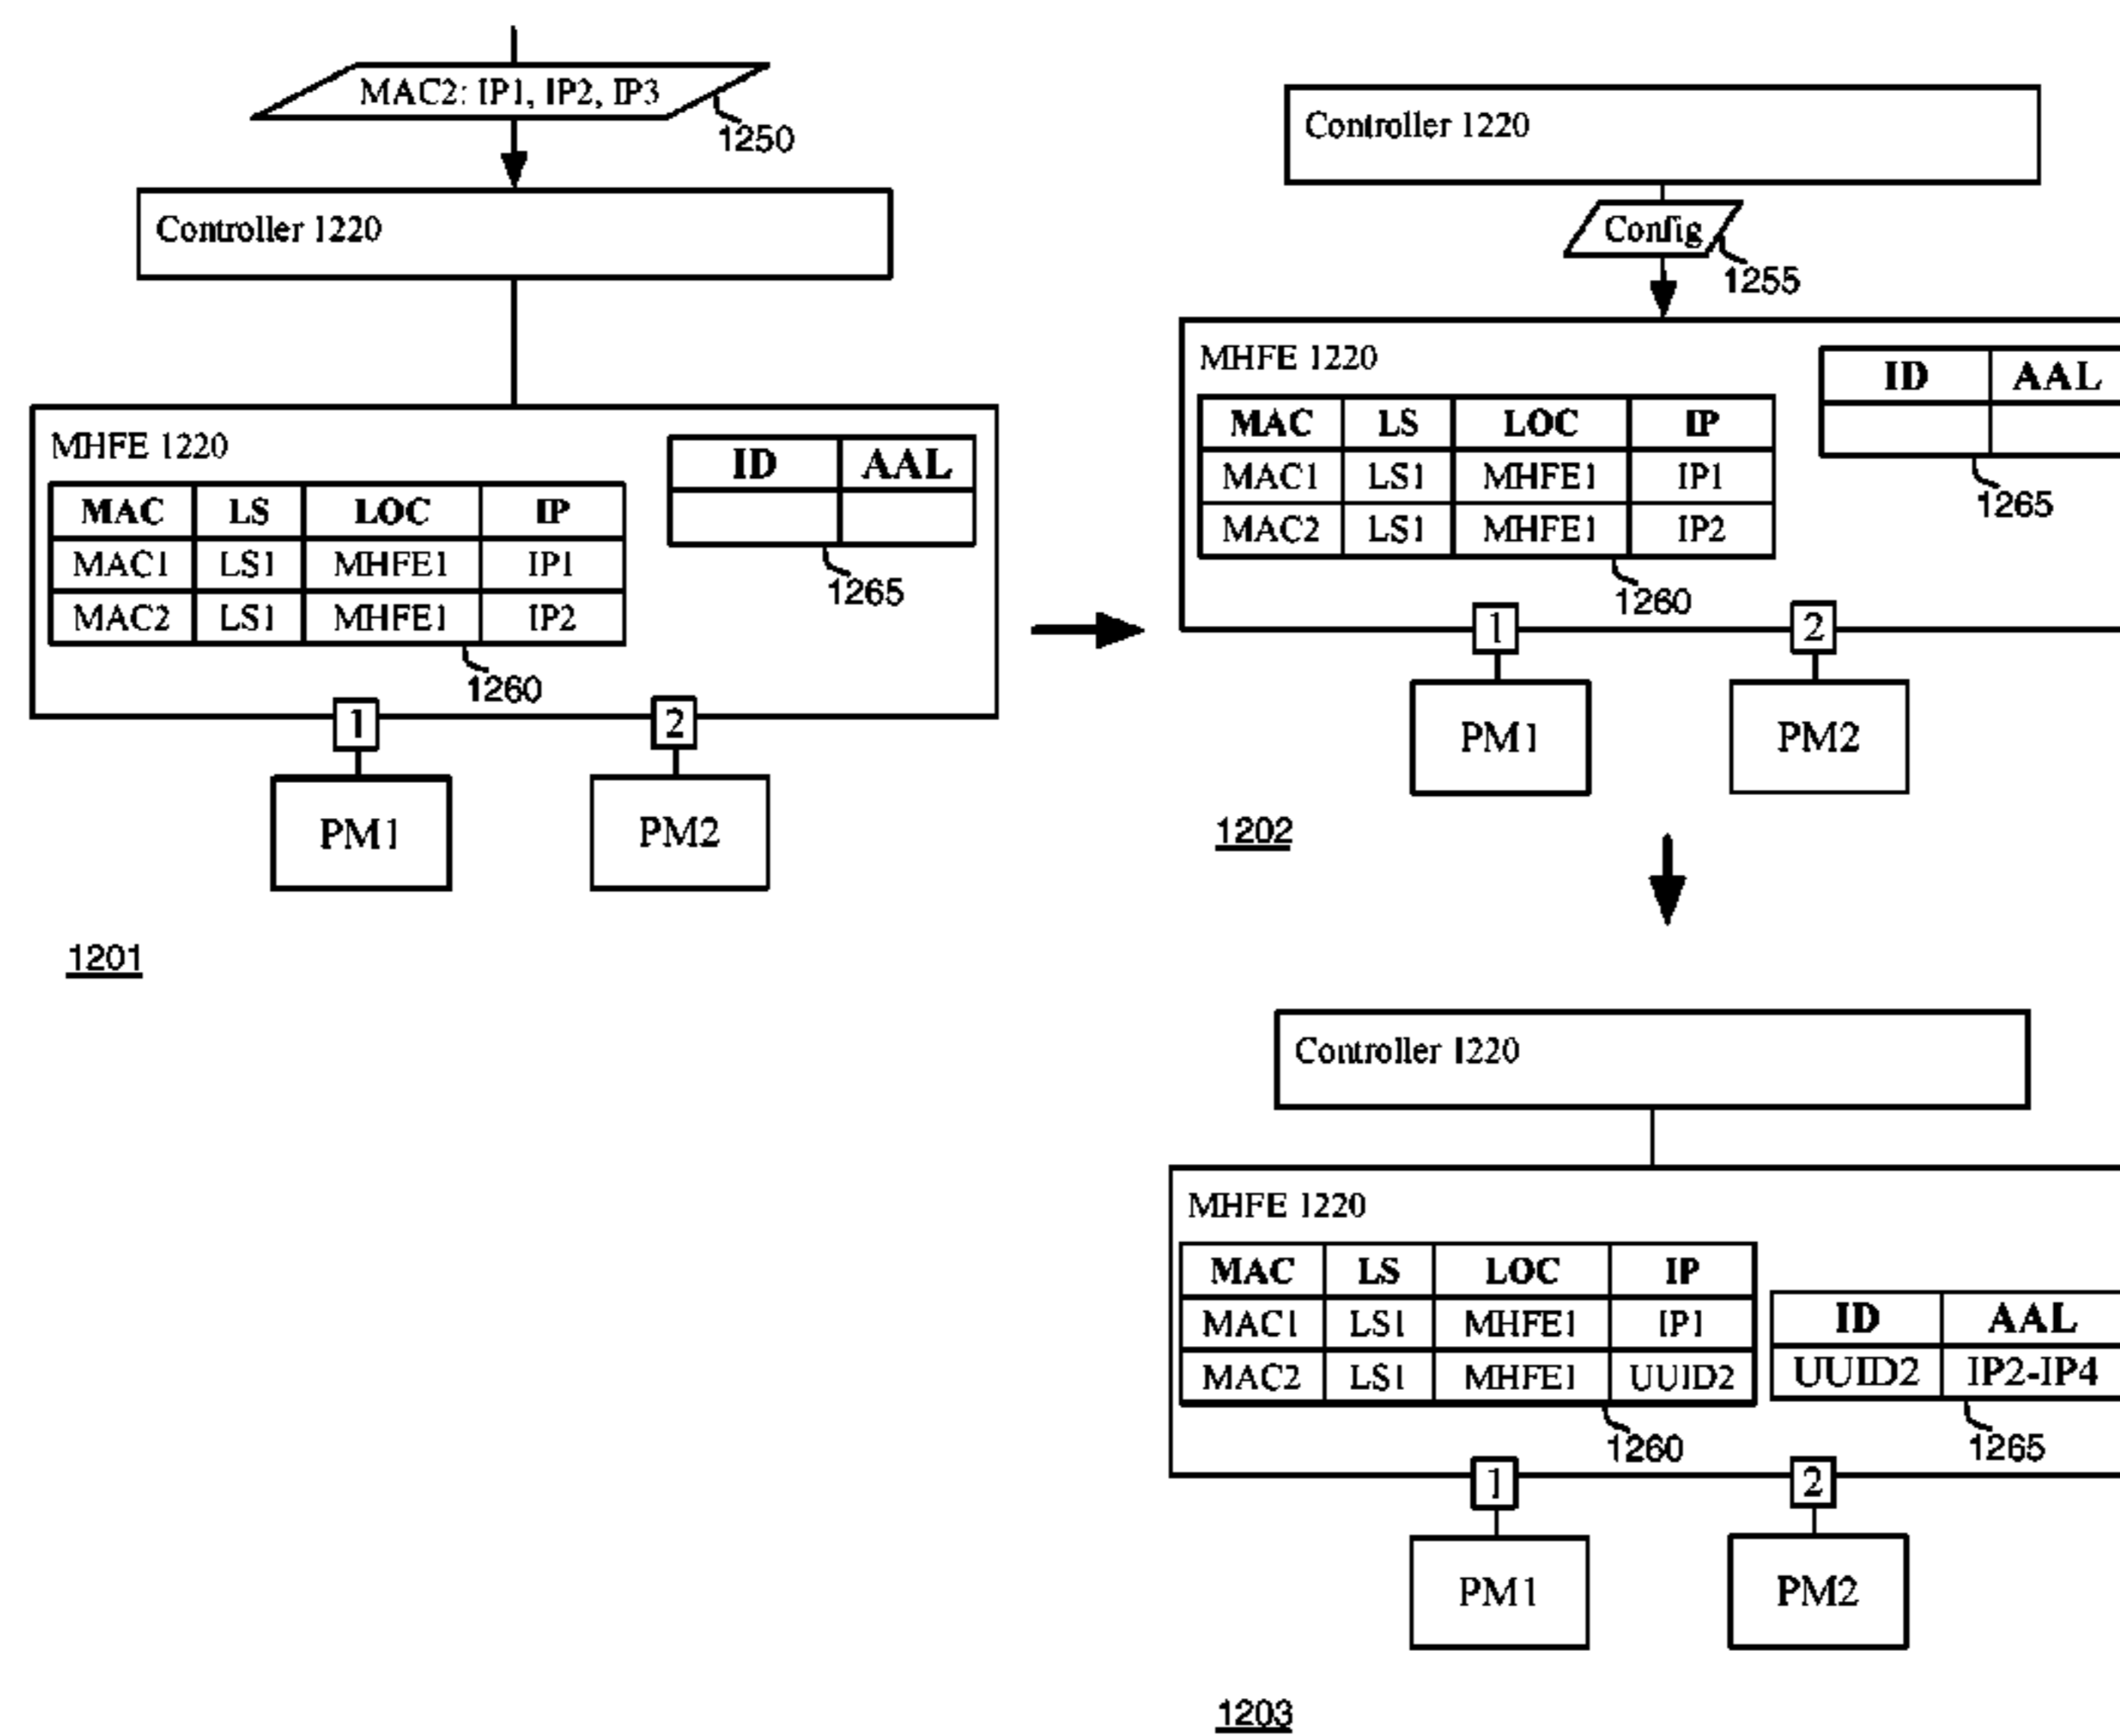 MAC2: IP1, IP2, IP3
1250
Controller 1220
MHFE 1220
ID AAL
MAC LS LOC IP
MAC1 LS1 MHFE1 IP1
MAC2 LS1 MHFE1 IP2
1265
1260
1 2
PM1 PM2
1201
Controller 1220
Config
1255
MHFE 1220
ID AAL
MAC LS LOC IP
MAC1 LS1 MHFE1 IP1
MAC2 LS1 MHFE1 IP2
1265
1260
1 2
PM1 PM2
1202
Controller 1220
MHFE 1220
MAC LS LOC IP
MAC1 LS1 MHFE1 IP1
MAC2 LS1 MHFE1 UUID2
ID AAL
UUID2 IP2-IP4
1260
1265
1 2
PM1 PM2
1203